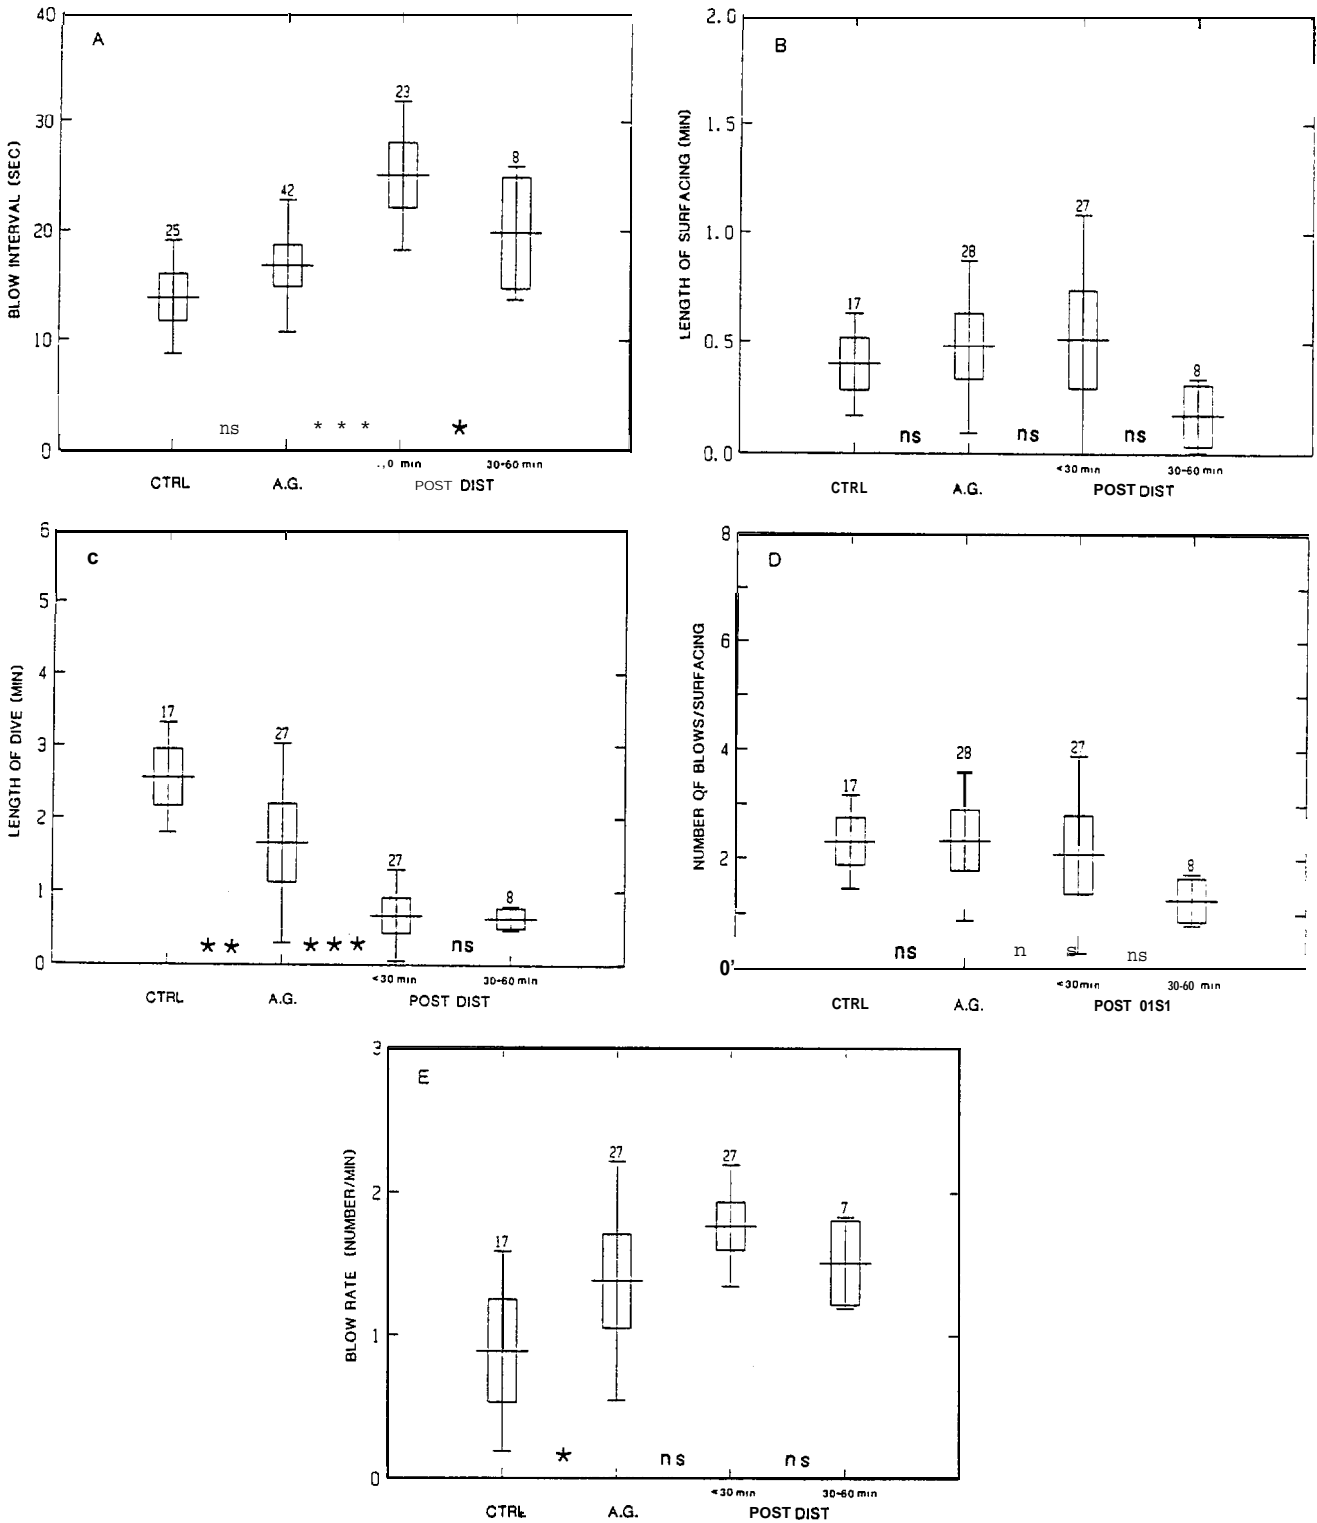 A
40
30
20
10
0
BLOW INTERVAL (SEC)
25
42
23
8
ns
* * *
*
.,0 min
30-60 min
CTRL
A.G.
POST DIST
B
2.0
1.5
1.0
0.5
0.0
LENGTH OF SURFACING (MIN)
17
28
27
8
ns
ns
ns
<30 min
30-60 min
CTRL
A.G.
POST DIST
C
6
5
4
3
2
1
0
LENGTH OF DIVE (MIN)
17
27
27
8
* *
* * *
ns
<30 min
30-60 min
CTRL
A.G.
POST DIST
D
8
6
4
2
0'
NUMBER QF BLOWS/SURFACING
17
28
27
8
ns
n s
ns
<30min
30-60 min
CTRL
A.G.
POST 01S1
E
3
2
1
0
BLOW RATE (NUMBER/MIN)
17
27
27
7
*
ns
ns
<30 min
30-60 min
CTRL
A.G.
POST DIST